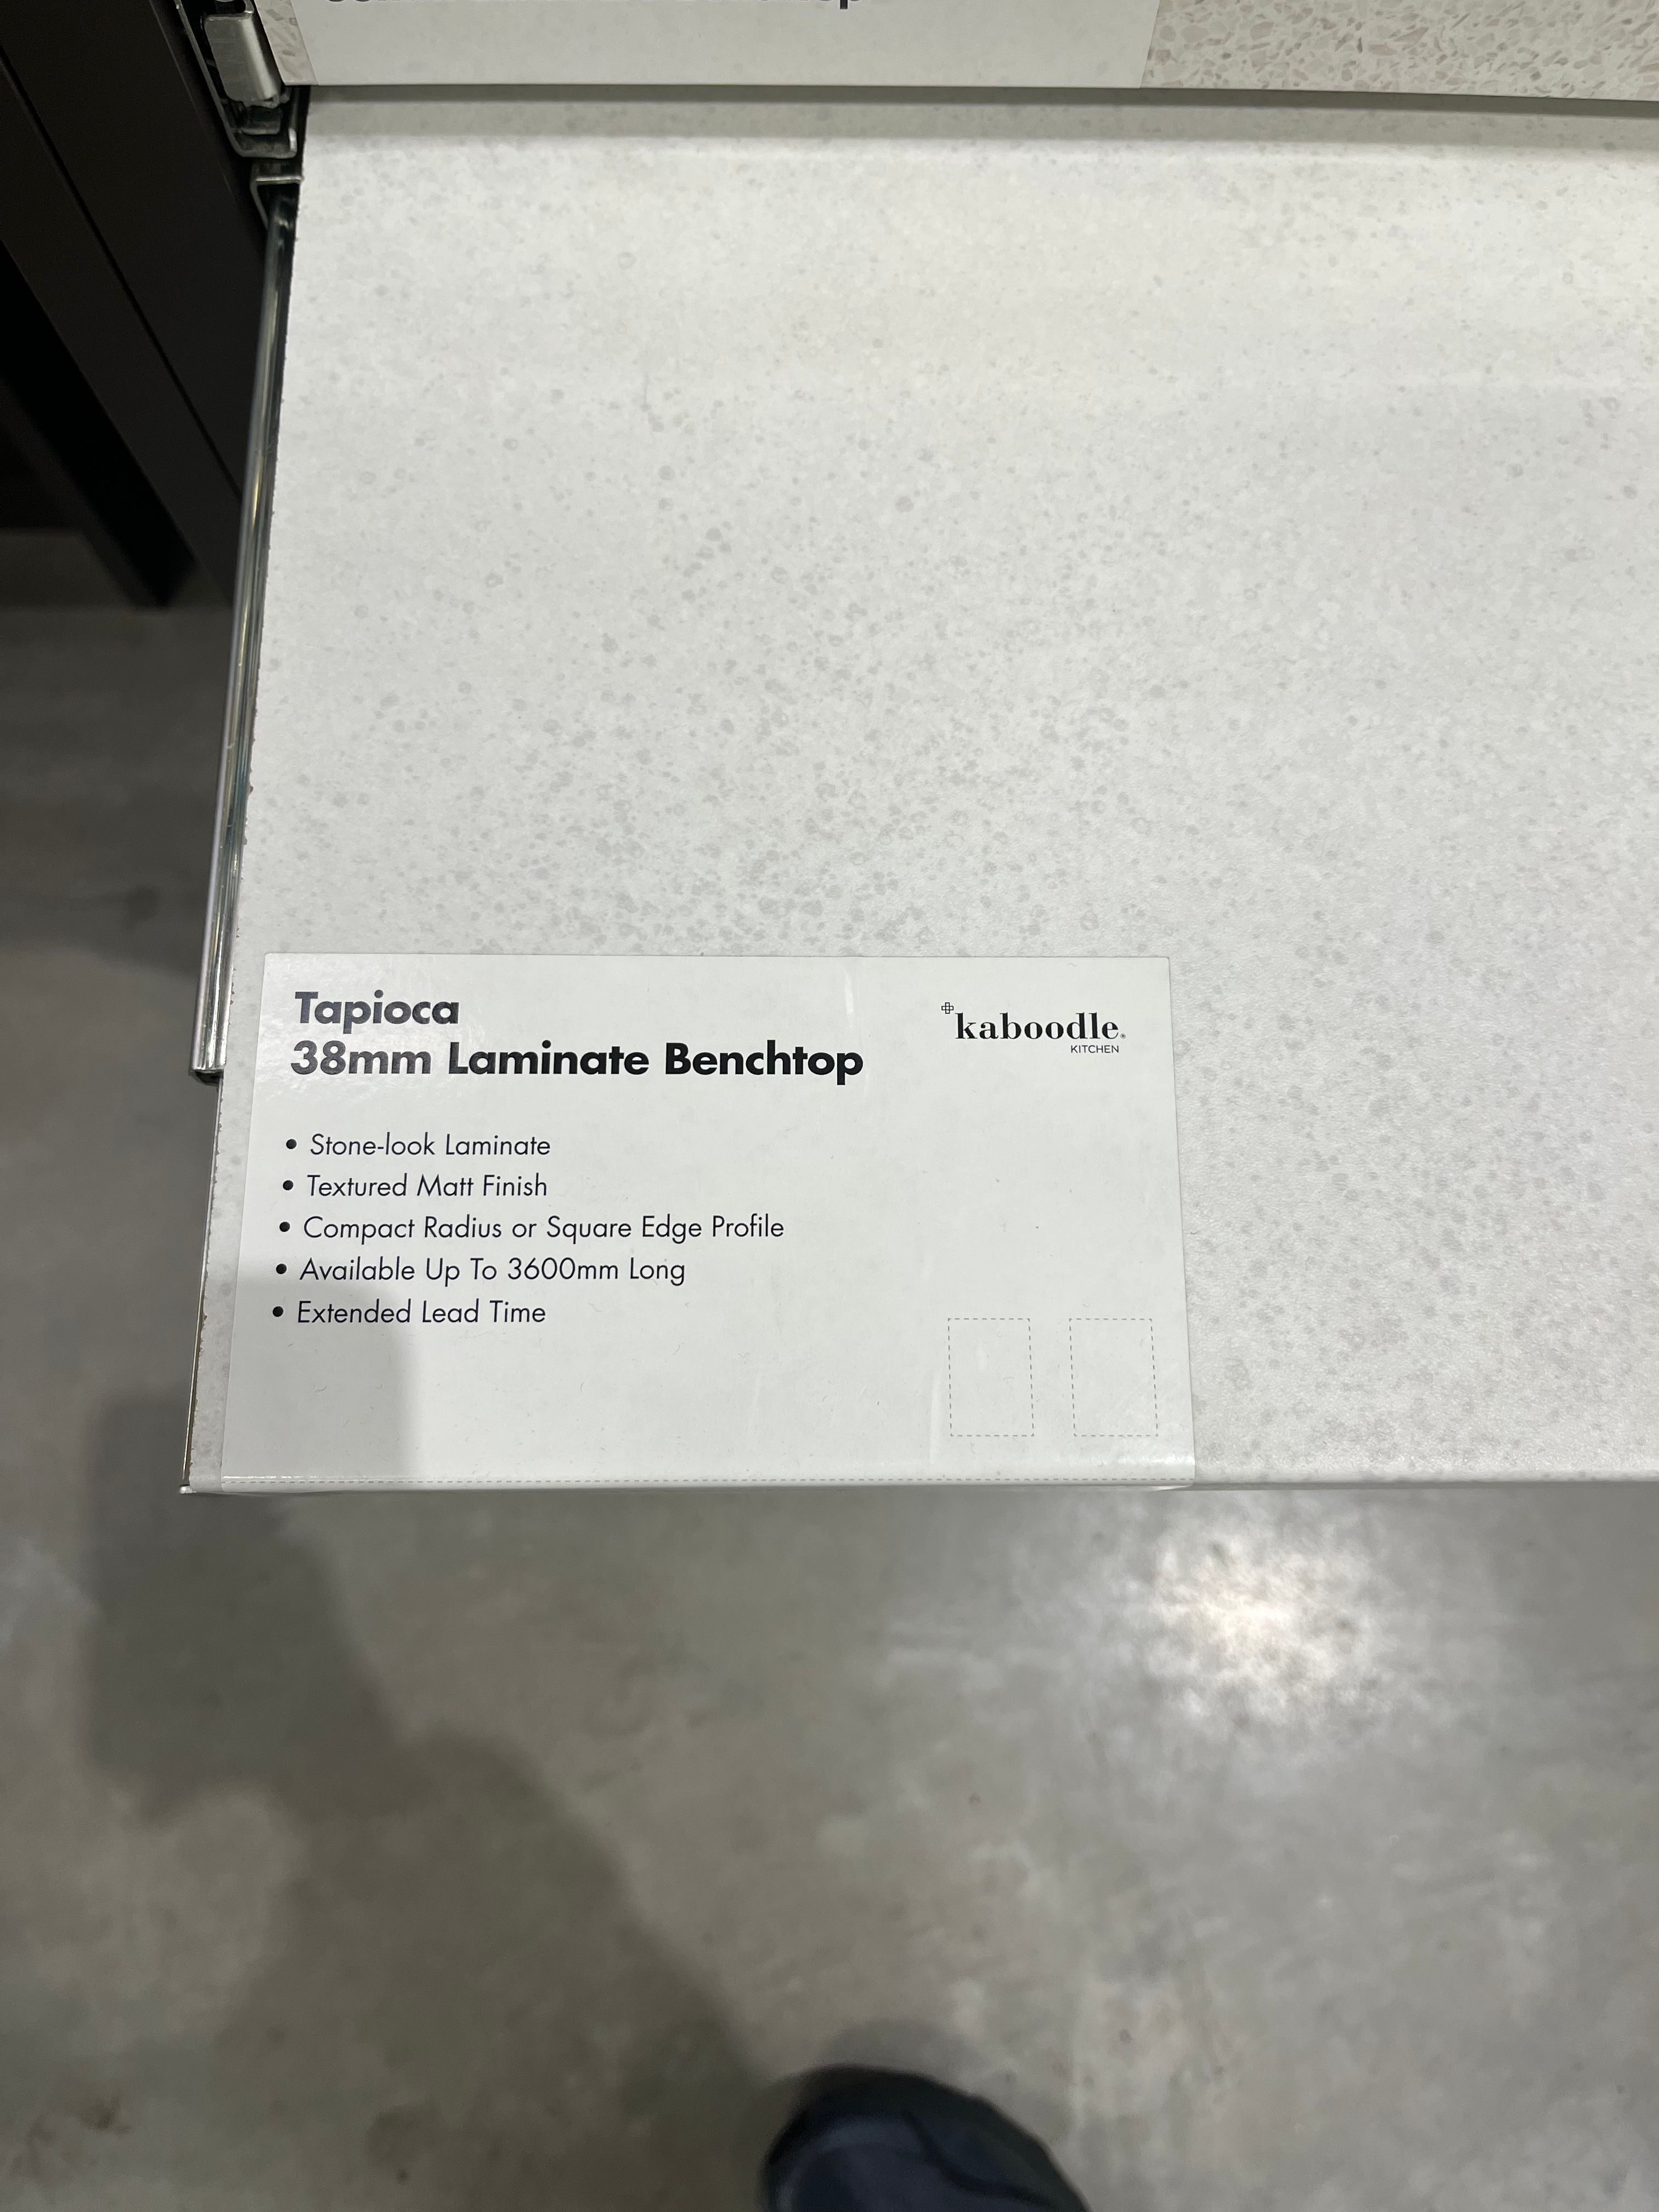 Tapioca
38mm Laminate Benchtop
kaboodle
KITCHEN
• Stone-look Laminate
• Textured Matt Finish
• Compact Radius or Square Edge Profile
• Available Up To 3600mm Long
• Extended Lead Time